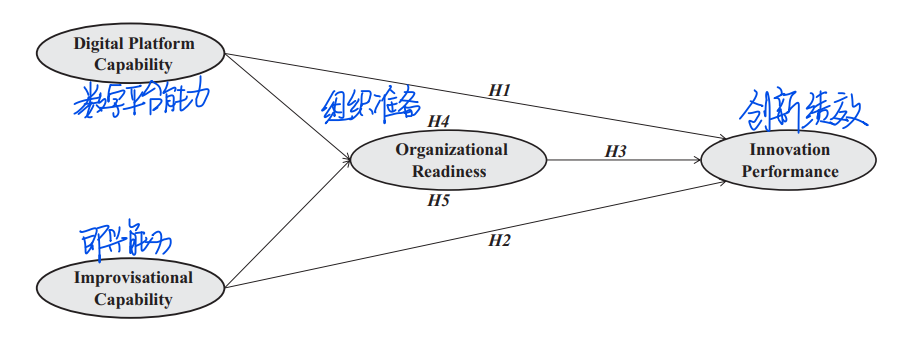 Digital Platform
Capability
数字平台能力
H1
组织准备
创新绩效
H4
Organizational
Readiness
H3
Innovation
Performance
H5
H2
即兴能力
Improvisational
Capability